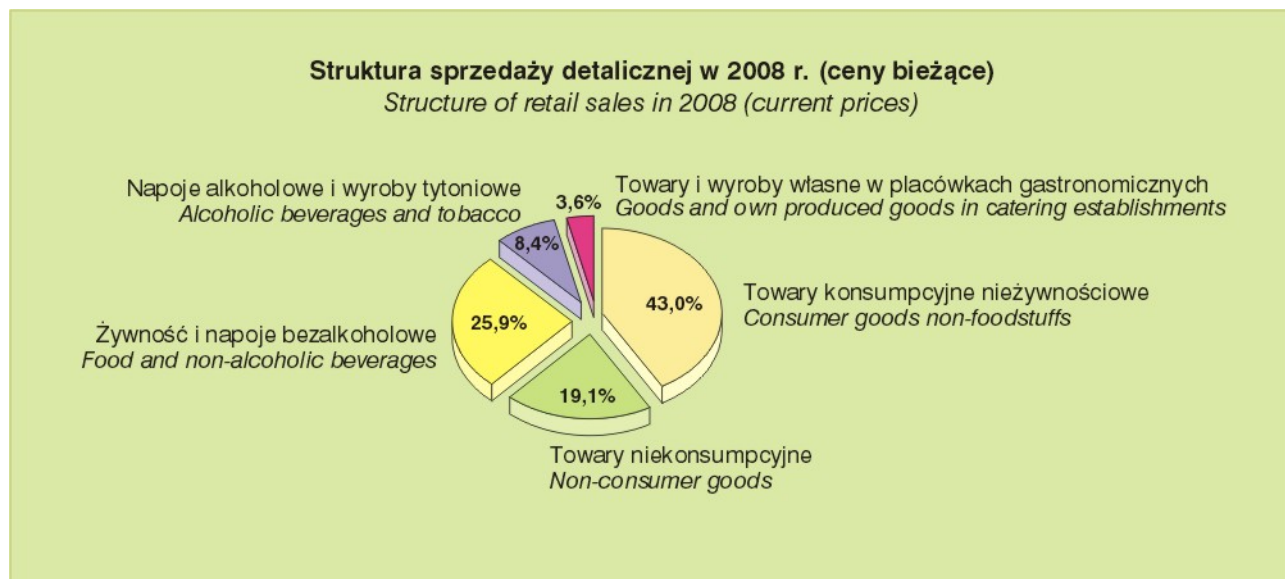 Struktura sprzedaży detalicznej w 2008 r. (ceny bieżące)
Structure of retail sales in 2008 (current prices)
Napoje alkoholowe i wyroby tytoniowe
Alcoholic beverages and tobacco
8,4%
3,6%
Towary i wyroby własne w placówkach gastronomicznych
Goods and own produced goods in catering establishments
43,0%
Towary konsumpcyjne nieżywnościowe
Consumer goods non-foodstuffs
Żywność i napoje bezalkoholowe
Food and non-alcoholic beverages
25,9%
19,1%
Towary niekonsumpcyjne
Non-consumer goods